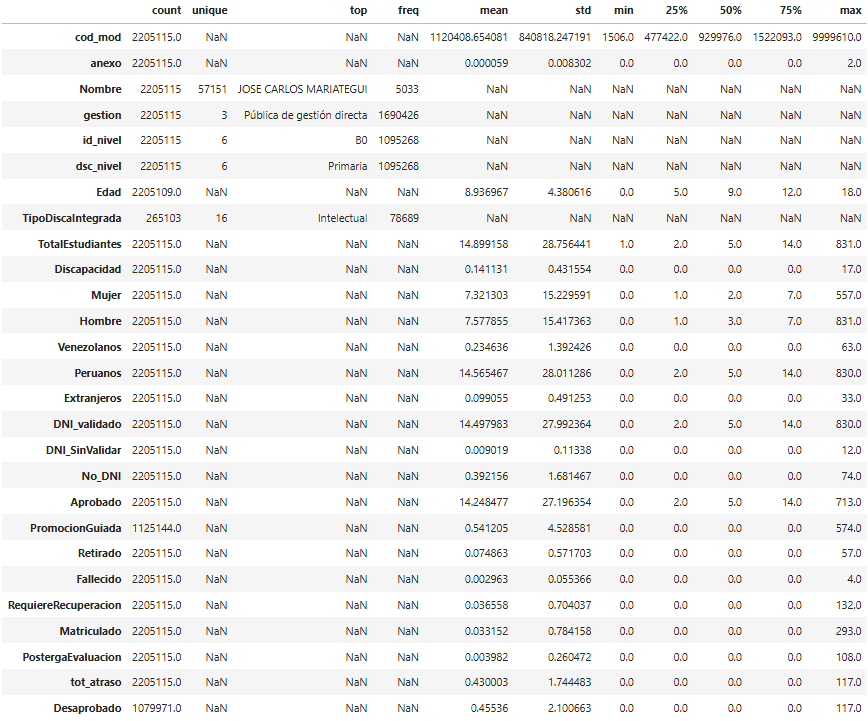 count unique top freq mean std min 25% 50% 75% max
cod_mod 2205115.0 NaN NaN NaN 1120408.654081 840818.247191 1506.0 477422.0 929976.0 1522093.0 9999610.0
anexo 2205115.0 NaN NaN NaN 0.000059 0.008302 0.0 0.0 0.0 0.0 2.0
Nombre 2205115 57151 JOSE CARLOS MARIATEGUI 5033 NaN NaN NaN NaN NaN NaN NaN
gestion 2205115 3 Pública de gestión directa 1690426 NaN NaN NaN NaN NaN NaN NaN
id_nivel 2205115 6 B0 1095268 NaN NaN NaN NaN NaN NaN NaN
dsc_nivel 2205115 6 Primaria 1095268 NaN NaN NaN NaN NaN NaN NaN
Edad 2205109.0 NaN NaN NaN 8.936967 4.380616 0.0 5.0 9.0 12.0 18.0
TipoDiscaIntegrada 265103 16 Intelectual 78689 NaN NaN NaN NaN NaN NaN NaN
TotalEstudiantes 2205115.0 NaN NaN NaN 14.899158 28.756441 1.0 2.0 5.0 14.0 831.0
Discapacidad 2205115.0 NaN NaN NaN 0.141131 0.431554 0.0 0.0 0.0 0.0 17.0
Mujer 2205115.0 NaN NaN NaN 7.321303 15.229591 0.0 1.0 2.0 7.0 557.0
Hombre 2205115.0 NaN NaN NaN 7.577855 15.417363 0.0 1.0 3.0 7.0 831.0
Venezolanos 2205115.0 NaN NaN NaN 0.234636 1.392426 0.0 0.0 0.0 0.0 63.0
Peruanos 2205115.0 NaN NaN NaN 14.565467 28.011286 0.0 2.0 5.0 14.0 830.0
Extranjeros 2205115.0 NaN NaN NaN 0.099055 0.491253 0.0 0.0 0.0 0.0 33.0
DNI_validado 2205115.0 NaN NaN NaN 14.497983 27.992364 0.0 2.0 5.0 14.0 830.0
DNI_SinValidar 2205115.0 NaN NaN NaN 0.009019 0.11338 0.0 0.0 0.0 0.0 12.0
No_DNI 2205115.0 NaN NaN NaN 0.392156 1.681467 0.0 0.0 0.0 0.0 74.0
Aprobado 2205115.0 NaN NaN NaN 14.248477 27.196354 0.0 2.0 5.0 14.0 713.0
PromocionGuiada 1125144.0 NaN NaN NaN 0.541205 4.528581 0.0 0.0 0.0 0.0 574.0
Retirado 2205115.0 NaN NaN NaN 0.074863 0.571703 0.0 0.0 0.0 0.0 57.0
Fallecido 2205115.0 NaN NaN NaN 0.002963 0.055366 0.0 0.0 0.0 0.0 4.0
RequiereRecuperacion 2205115.0 NaN NaN NaN 0.036558 0.704037 0.0 0.0 0.0 0.0 132.0
Matriculado 2205115.0 NaN NaN NaN 0.033152 0.784158 0.0 0.0 0.0 0.0 293.0
PostergaEvaluacion 2205115.0 NaN NaN NaN 0.003982 0.260472 0.0 0.0 0.0 0.0 108.0
tot_atraso 2205115.0 NaN NaN NaN 0.430003 1.744483 0.0 0.0 0.0 0.0 117.0
Desaprobado 1079971.0 NaN NaN NaN 0.45536 2.100663 0.0 0.0 0.0 0.0 117.0